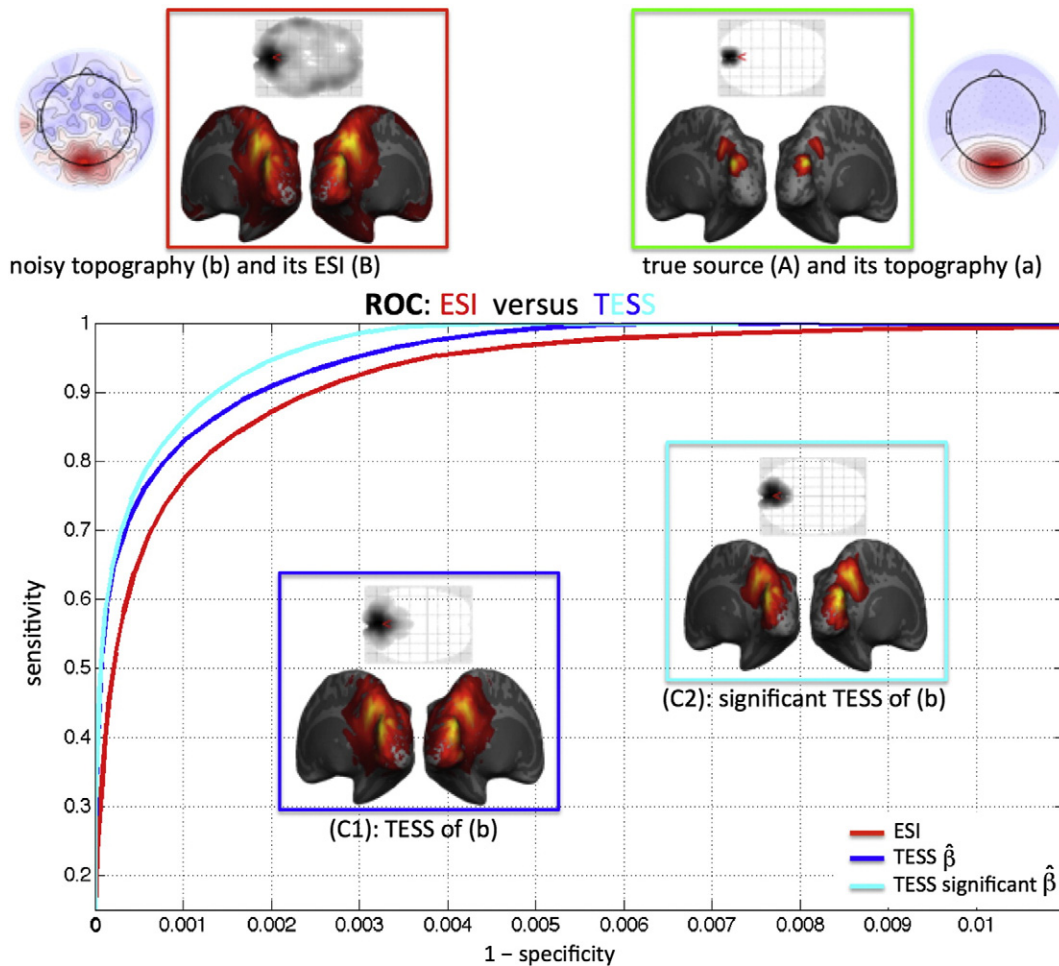 noisy topography (b) and its ESI (B)
true source (A) and its topography (a)
ROC: ESI versus TESS
1
0.9
0.8
0.7
0.6
0.5
0.4
0.3
0.2
sensitivity
(C2): significant TESS of (b)
(C1): TESS of (b)
ESI
TESS β̂
TESS significant β̂
0 0.001 0.002 0.003 0.004 0.005 0.006 0.007 0.008 0.009 0.01
1 – specificity